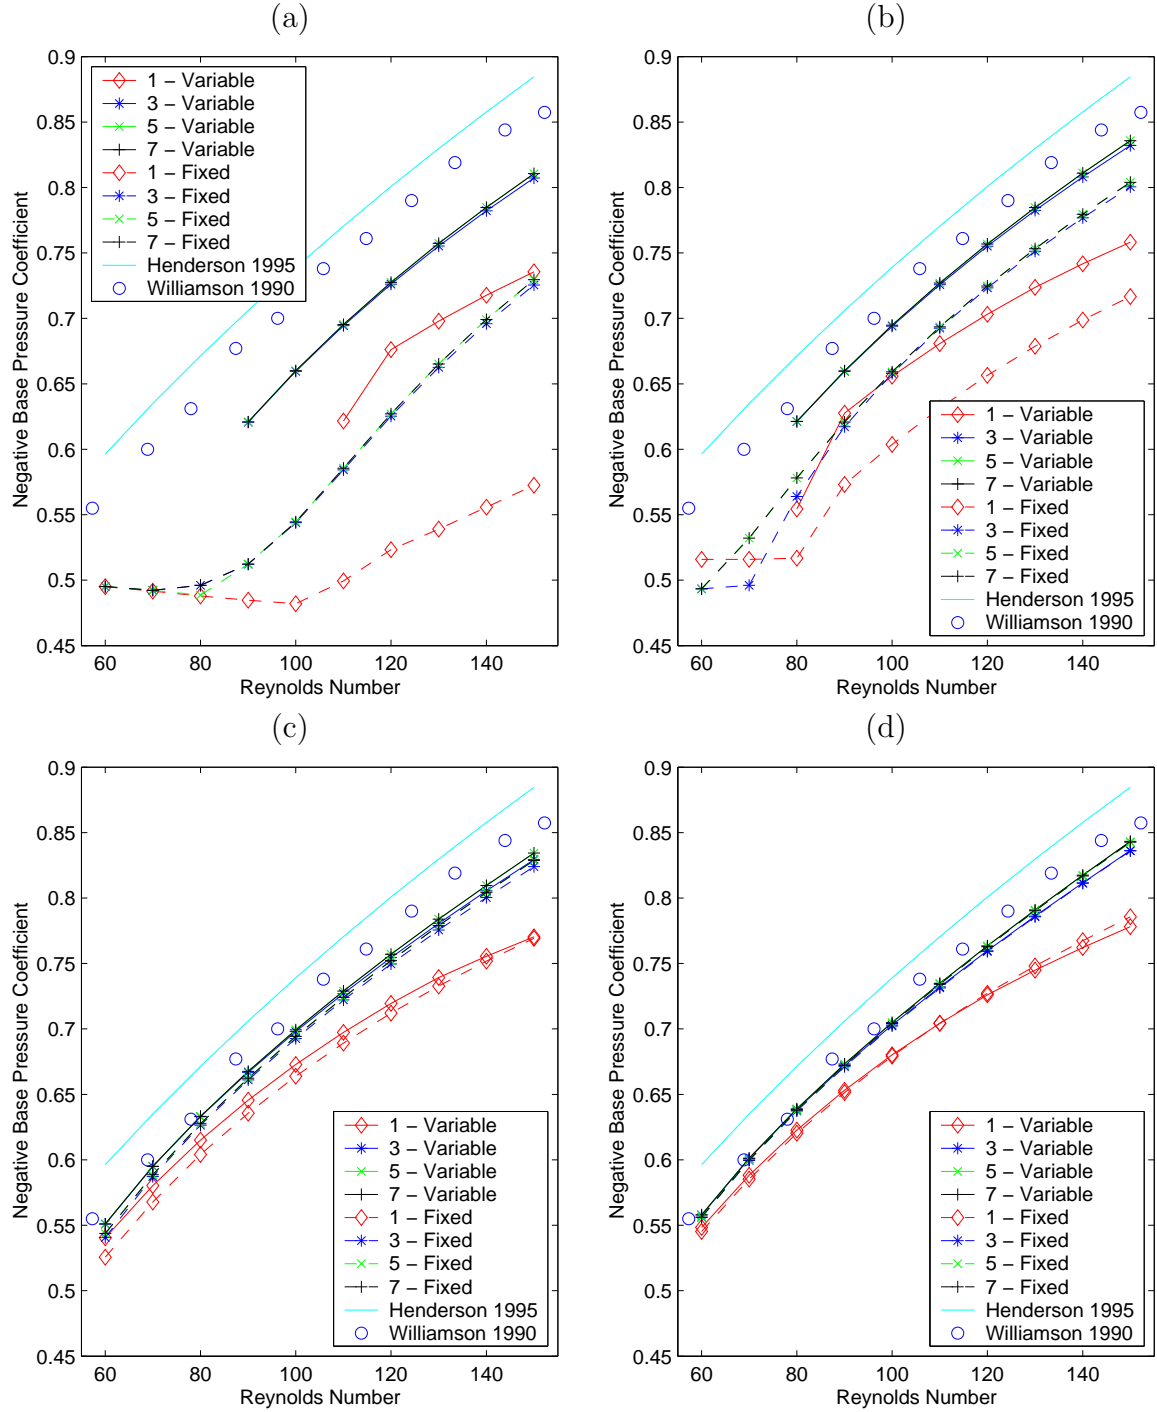 (a)
0.9
0.85
0.8
0.75
0.7
0.65
0.6
0.55
0.5
0.45
Negative Base Pressure Coefficient
1 − Variable
3 − Variable
5 − Variable
7 − Variable
1 − Fixed
3 − Fixed
5 − Fixed
7 − Fixed
Henderson 1995
Williamson 1990
60 80 100 120 140
Reynolds Number
(b)
0.9
0.85
0.8
0.75
0.7
0.65
0.6
0.55
0.5
0.45
Negative Base Pressure Coefficient
1 − Variable
3 − Variable
5 − Variable
7 − Variable
1 − Fixed
3 − Fixed
5 − Fixed
7 − Fixed
Henderson 1995
Williamson 1990
60 80 100 120 140
Reynolds Number
(c)
0.9
0.85
0.8
0.75
0.7
0.65
0.6
0.55
0.5
0.45
Negative Base Pressure Coefficient
1 − Variable
3 − Variable
5 − Variable
7 − Variable
1 − Fixed
3 − Fixed
5 − Fixed
7 − Fixed
Henderson 1995
Williamson 1990
60 80 100 120 140
Reynolds Number
(d)
0.9
0.85
0.8
0.75
0.7
0.65
0.6
0.55
0.5
0.45
Negative Base Pressure Coefficient
1 − Variable
3 − Variable
5 − Variable
7 − Variable
1 − Fixed
3 − Fixed
5 − Fixed
7 − Fixed
Henderson 1995
Williamson 1990
60 80 100 120 140
Reynolds Number